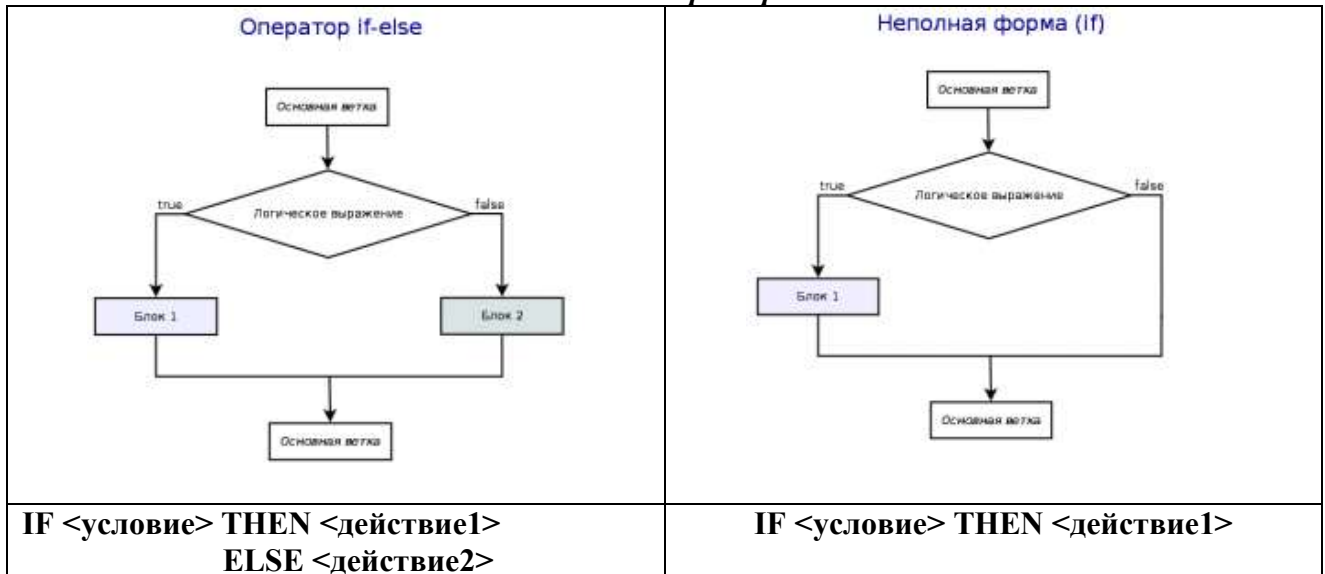 Оператор if-else
Основная ветка
Логическое выражение
true
false
Блок 1
Блок 2
Основная ветка
IF <условие> THEN <действие1>
ELSE <действие2>
Неполная форма (if)
Основная ветка
Логическое выражение
true
false
Блок 1
Основная ветка
IF <условие> THEN <действие1>